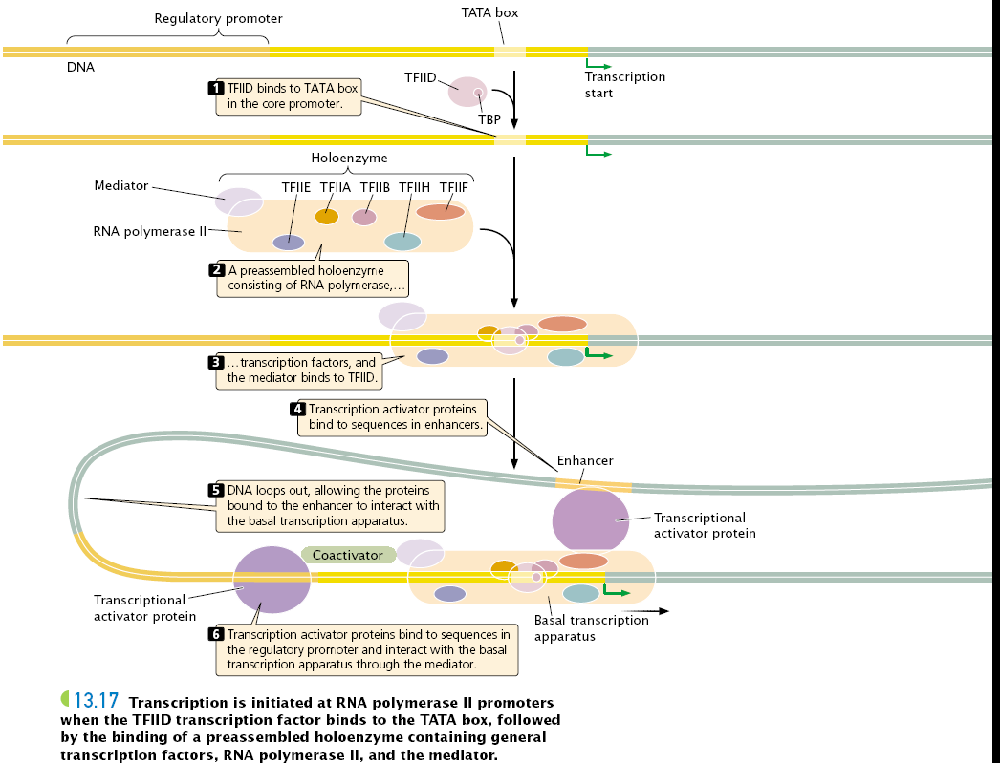 Regulatory promoter
TATA box
DNA
TFIID
Transcription
start
1 TFIID binds to TATA box
in the core promoter.
TBP
Holoenzyme
Mediator
TFIIE TFIIA TFIIB TFIIH TFIIF
RNA polymerase II
2 A preassembled holoenzyme
consisting of RNA polymerase,...
3 ...transcription factors, and
the mediator binds to TFIID.
4 Transcription activator proteins
bind to sequences in enhancers.
Enhancer
5 DNA loops out, allowing the proteins
bound to the enhancer to interact with
the basal transcription apparatus.
Transcriptional
activator protein
Coactivator
Transcriptional
activator protein
Basal transcription
apparatus
6 Transcription activator proteins bind to sequences in
the regulatory promoter and interact with the basal
transcription apparatus through the mediator.
13.17 Transcription is initiated at RNA polymerase II promoters
when the TFIID transcription factor binds to the TATA box, followed
by the binding of a preassembled holoenzyme containing general
transcription factors, RNA polymerase II, and the mediator.